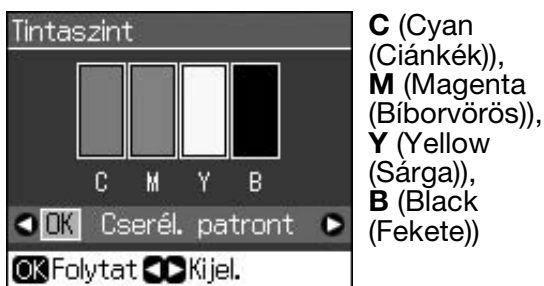 Tintaszint
C M Y B
OK Cserél. patront
OK Folytat Kijel.
C (Cyan
(Ciánkék)),
M (Magenta
(Bíborvörös)),
Y (Yellow
(Sárga)),
B (Black
(Fekete))